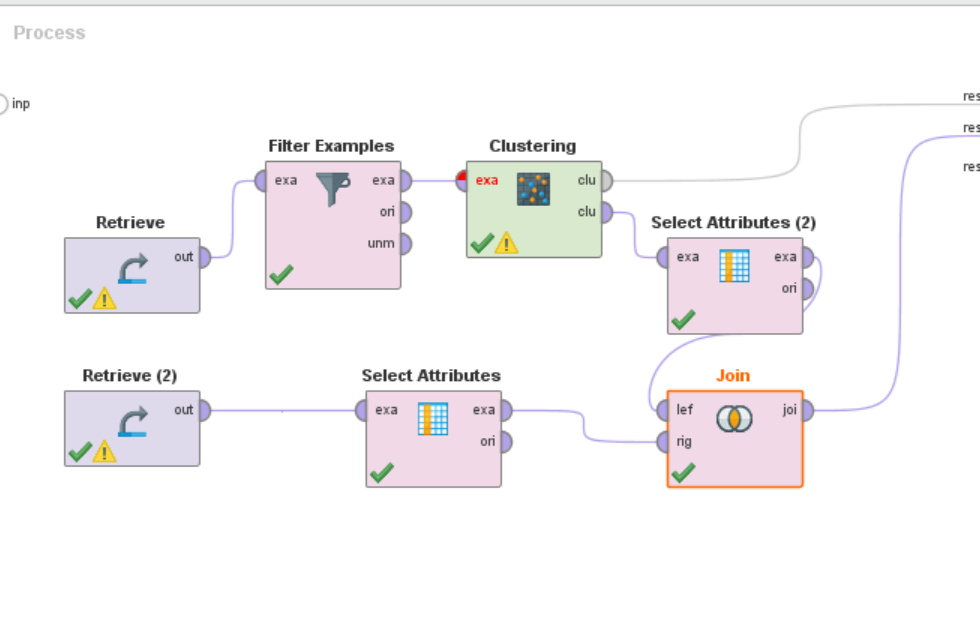 Process
inp
res
res
res
Filter Examples
exa
exa
ori
unm
Clustering
exa
clu
clu
Retrieve
out
Select Attributes (2)
exa
exa
ori
Retrieve (2)
out
Select Attributes
exa
exa
ori
Join
lef
joi
rig